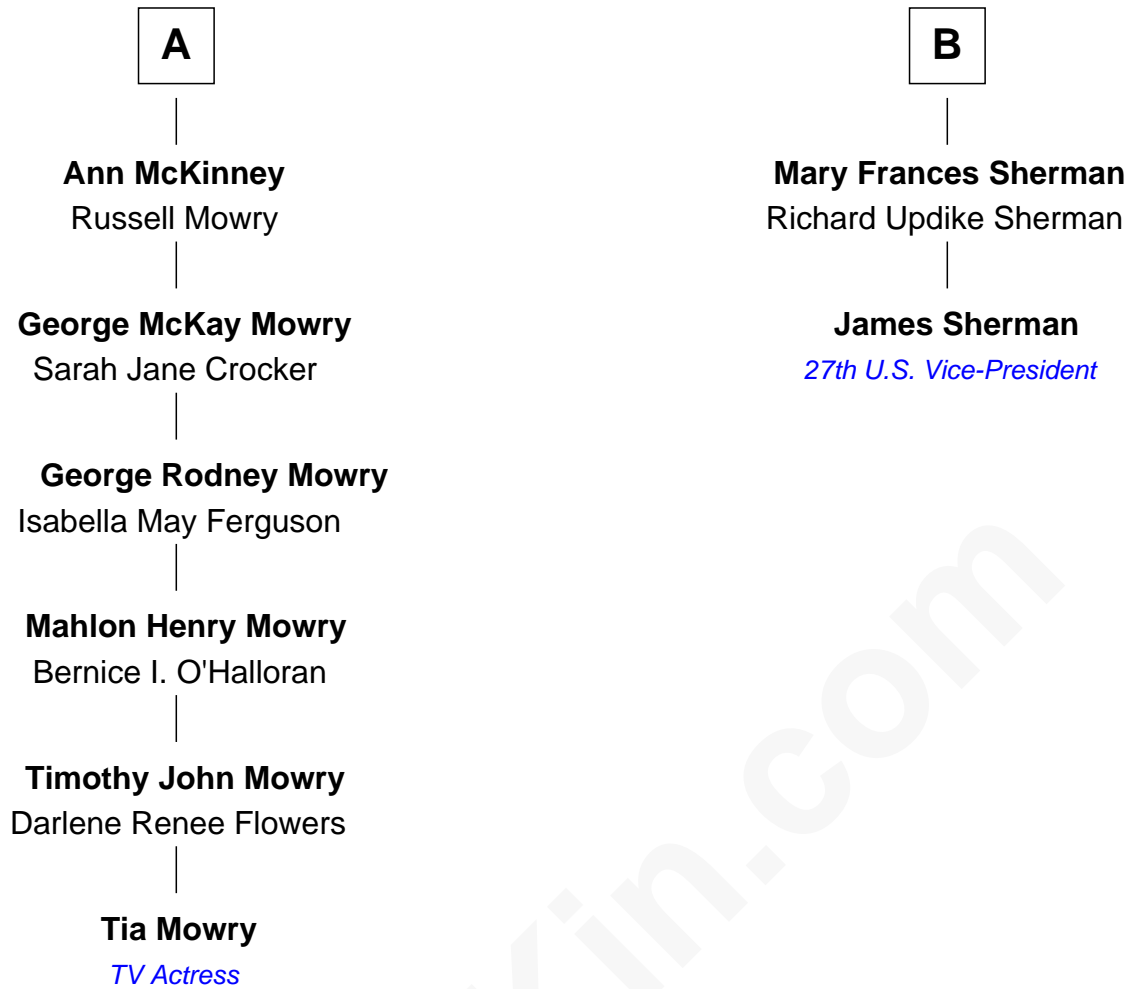 A
Ann McKinney
Russell Mowry
George McKay Mowry
Sarah Jane Crocker
George Rodney Mowry
Isabella May Ferguson
Mahlon Henry Mowry
Bernice I. O'Halloran
Timothy John Mowry
Darlene Renee Flowers
Tia Mowry
TV Actress
B
Mary Frances Sherman
Richard Updike Sherman
James Sherman
27th U.S. Vice-President
Kin.com